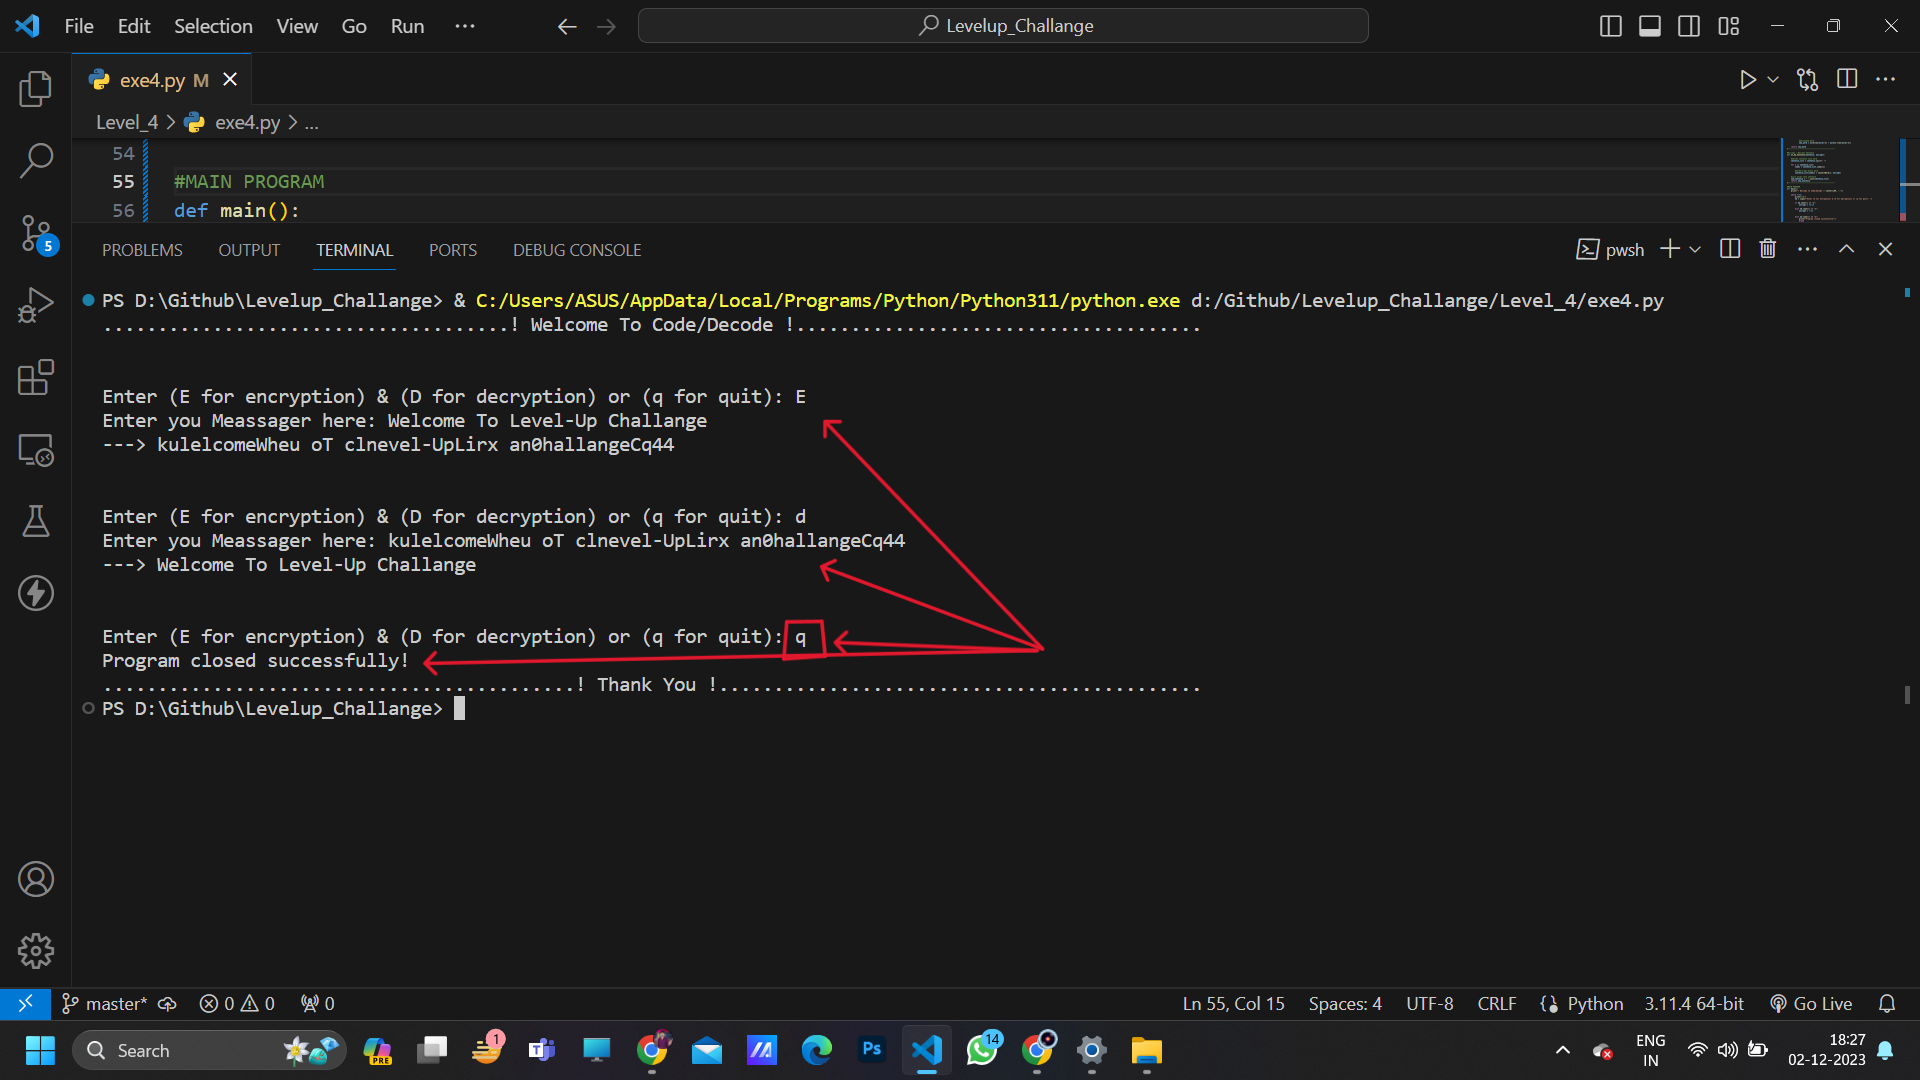 File Edit Selection View Go Run ··· Levelup_Challange
exe4.py M
Level_4 > exe4.py > ...
54
55 #MAIN PROGRAM
56 def main():
PROBLEMS OUTPUT TERMINAL PORTS DEBUG CONSOLE pwsh
PS D:\Github\Levelup_Challange> & C:/Users/ASUS/AppData/Local/Programs/Python/Python311/python.exe d:/Github/Levelup_Challange/Level_4/exe4.py
.....................................! Welcome To Code/Decode !.....................................
Enter (E for encryption) & (D for decryption) or (q for quit): E
Enter you Meassager here: Welcome To Level-Up Challange
---> kulelcomeWheu oT clnevel-UpLirx an0hallangeCq44
Enter (E for encryption) & (D for decryption) or (q for quit): d
Enter you Meassager here: kulelcomeWheu oT clnevel-UpLirx an0hallangeCq44
---> Welcome To Level-Up Challange
Enter (E for encryption) & (D for decryption) or (q for quit): q
Program closed successfully!
...........................................! Thank You !............................................
PS D:\Github\Levelup_Challange>
5
master* 0 0 0 Ln 55, Col 15 Spaces: 4 UTF-8 CRLF Python 3.11.4 64-bit Go Live
Search PRE 1 Ps 14 ENG IN 18:27
02-12-2023